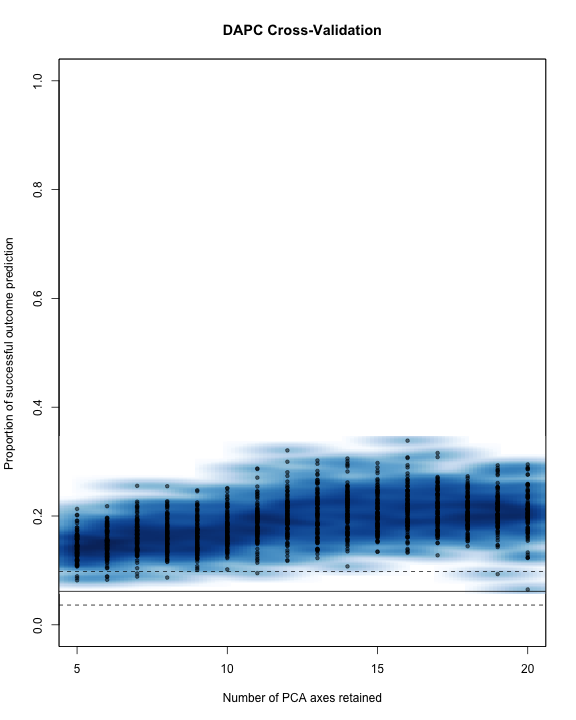 DAPC Cross-Validation
Proportion of successful outcome prediction
1.0
0.8
0.6
0.4
0.2
0.0
5 10 15 20
Number of PCA axes retained